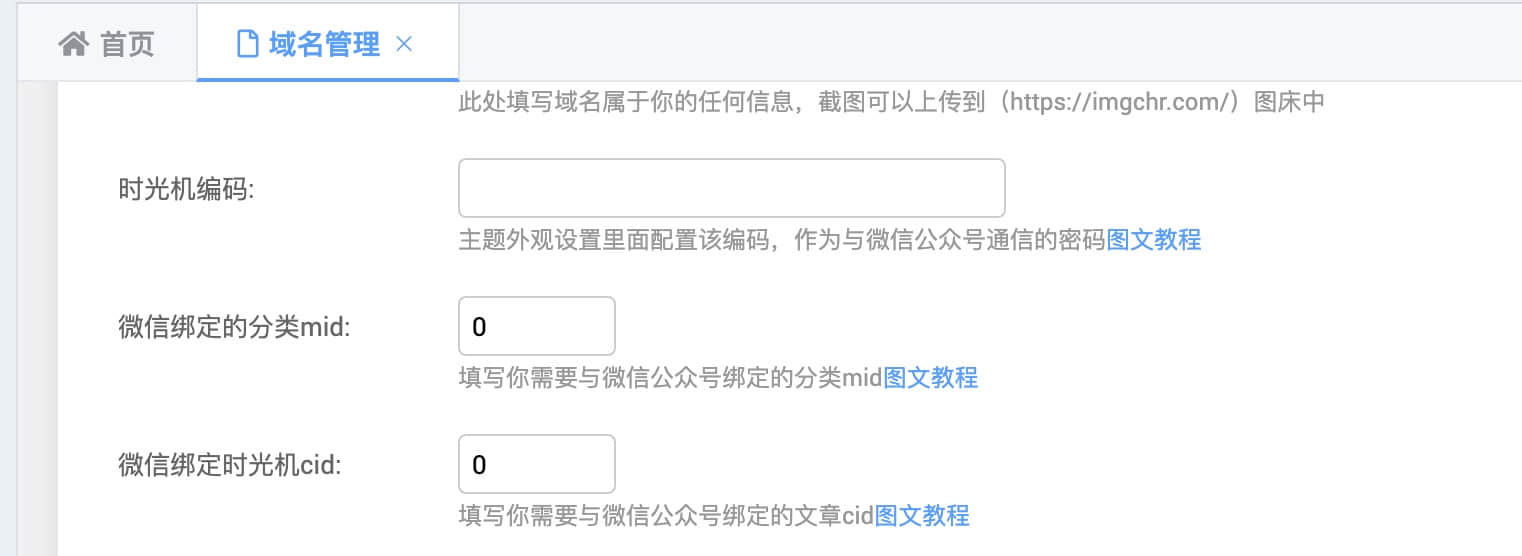 首页 域名管理
此处填写域名属于你的任何信息，截图可以上传到（https://imgchr.com/）图床中
时光机编码:
主题外观设置里面配置该编码，作为与微信公众号通信的密码图文教程
微信绑定的分类mid: 0
填写你需要与微信公众号绑定的分类mid图文教程
微信绑定时光机cid: 0
填写你需要与微信公众号绑定的文章cid图文教程